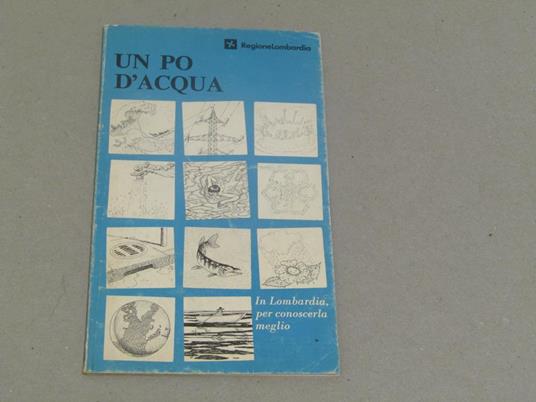 RegioneLombardia
UN PO
D'ACQUA
In Lombardia,
per conoscerla
meglio